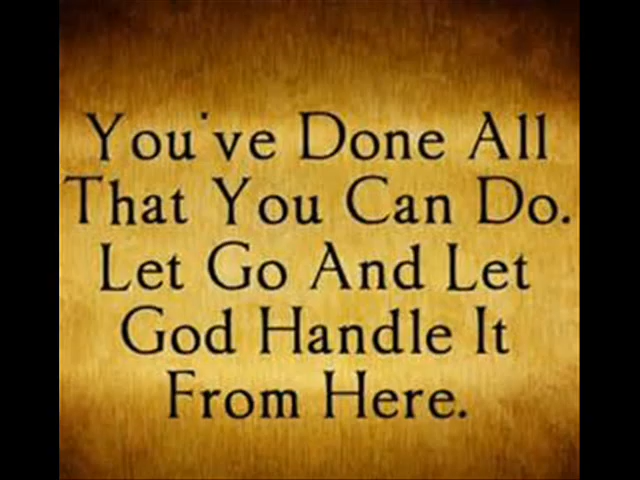 You've Done All
That You Can Do.
Let Go And Let
God Handle It
From Here.